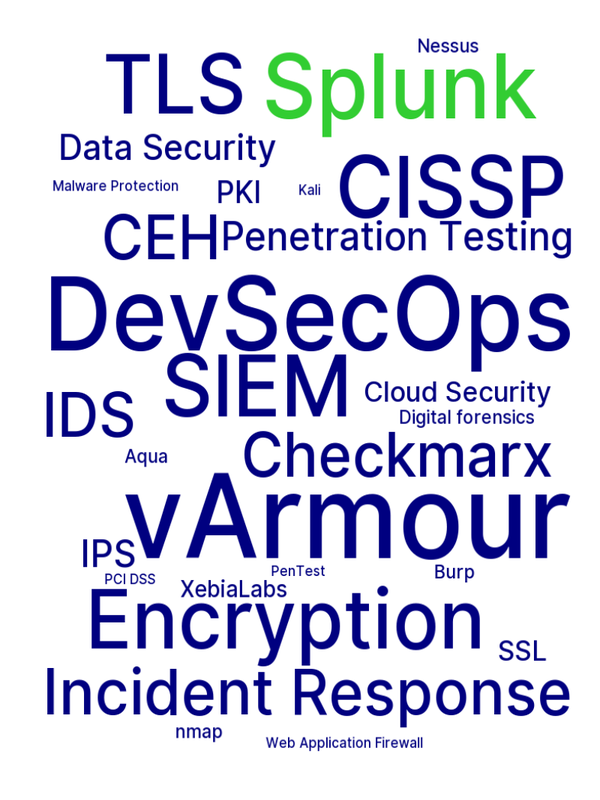 Nessus
TLS Splunk
Data Security
Malware Protection PKI Kali CISSP
CEH Penetration Testing
DevSecOps
SIEM
IDS Cloud Security
Digital forensics
Aqua Checkmarx
vArmour
IPS
PCI DSS PenTest Burp
XebiaLabs
Encryption
SSL
Incident Response
nmap
Web Application Firewall